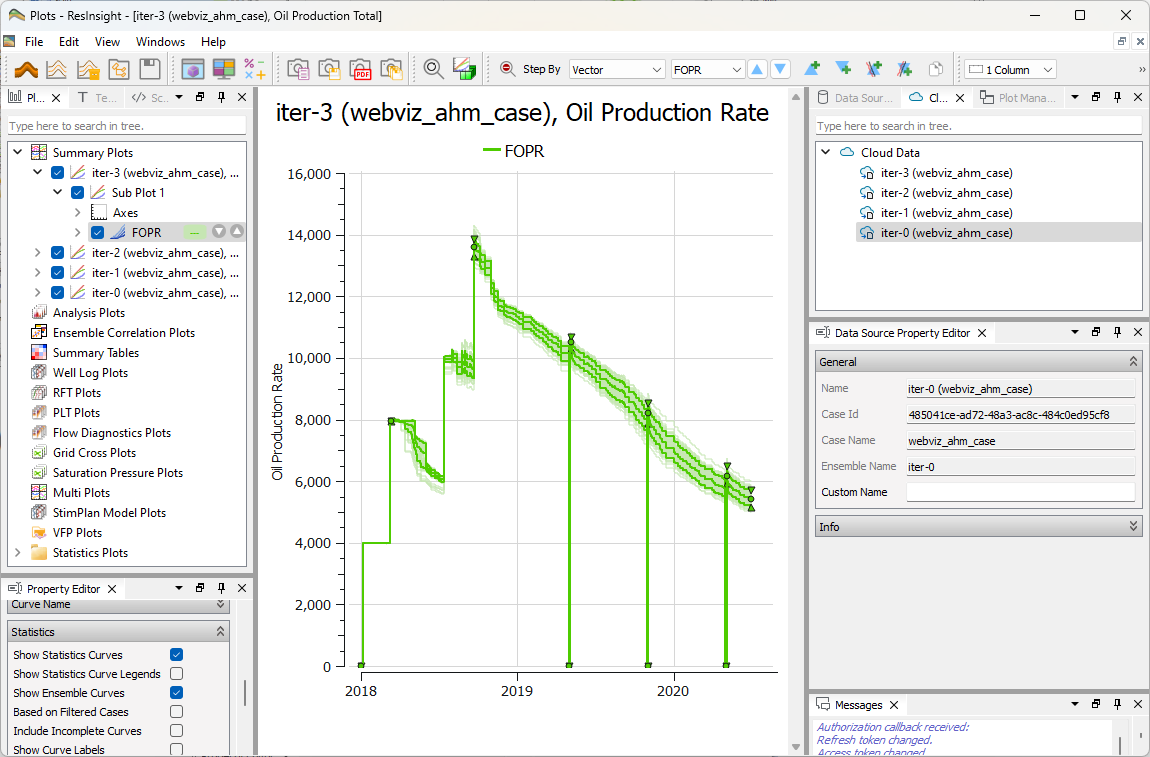 Plots - ResInsight - [iter-3 (webviz_ahm_case), Oil Production Total]
File Edit View Windows Help
Step By Vector FOPR 1 Column
Pl...
Te...
Sc...
Type here to search in tree.
Summary Plots
iter-3 (webviz_ahm_case), ...
Sub Plot 1
Axes
FOPR
iter-2 (webviz_ahm_case), ...
iter-1 (webviz_ahm_case), ...
iter-0 (webviz_ahm_case), ...
Analysis Plots
Ensemble Correlation Plots
Summary Tables
Well Log Plots
RFT Plots
PLT Plots
Flow Diagnostics Plots
Grid Cross Plots
Saturation Pressure Plots
Multi Plots
StimPlan Model Plots
VFP Plots
Statistics Plots
Property Editor
Curve Name
Statistics
Show Statistics Curves
Show Statistics Curve Legends
Show Ensemble Curves
Based on Filtered Cases
Include Incomplete Curves
Show Curve Labels
iter-3 (webviz_ahm_case), Oil Production Rate
FOPR
Oil Production Rate
16,000
14,000
12,000
10,000
8,000
6,000
4,000
2,000
0
2018 2019 2020
Data Sour...
Cl...
Plot Mana...
Type here to search in tree.
Cloud Data
iter-3 (webviz_ahm_case)
iter-2 (webviz_ahm_case)
iter-1 (webviz_ahm_case)
iter-0 (webviz_ahm_case)
Data Source Property Editor
General
Name iter-0 (webviz_ahm_case)
Case Id 485041ce-ad72-48a3-ac8c-484c0ed95cf8
Case Name webviz_ahm_case
Ensemble Name iter-0
Custom Name
Info
Messages
Authorization callback received:
Refresh token changed.
Access token changed